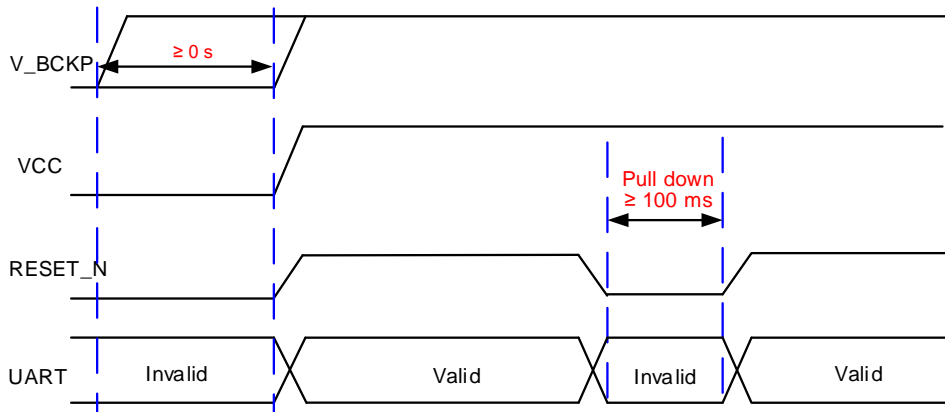 V_BCKP
≥ 0 s
VCC
Pull down
≥ 100 ms
RESET_N
UART
Invalid
Valid
Invalid
Valid